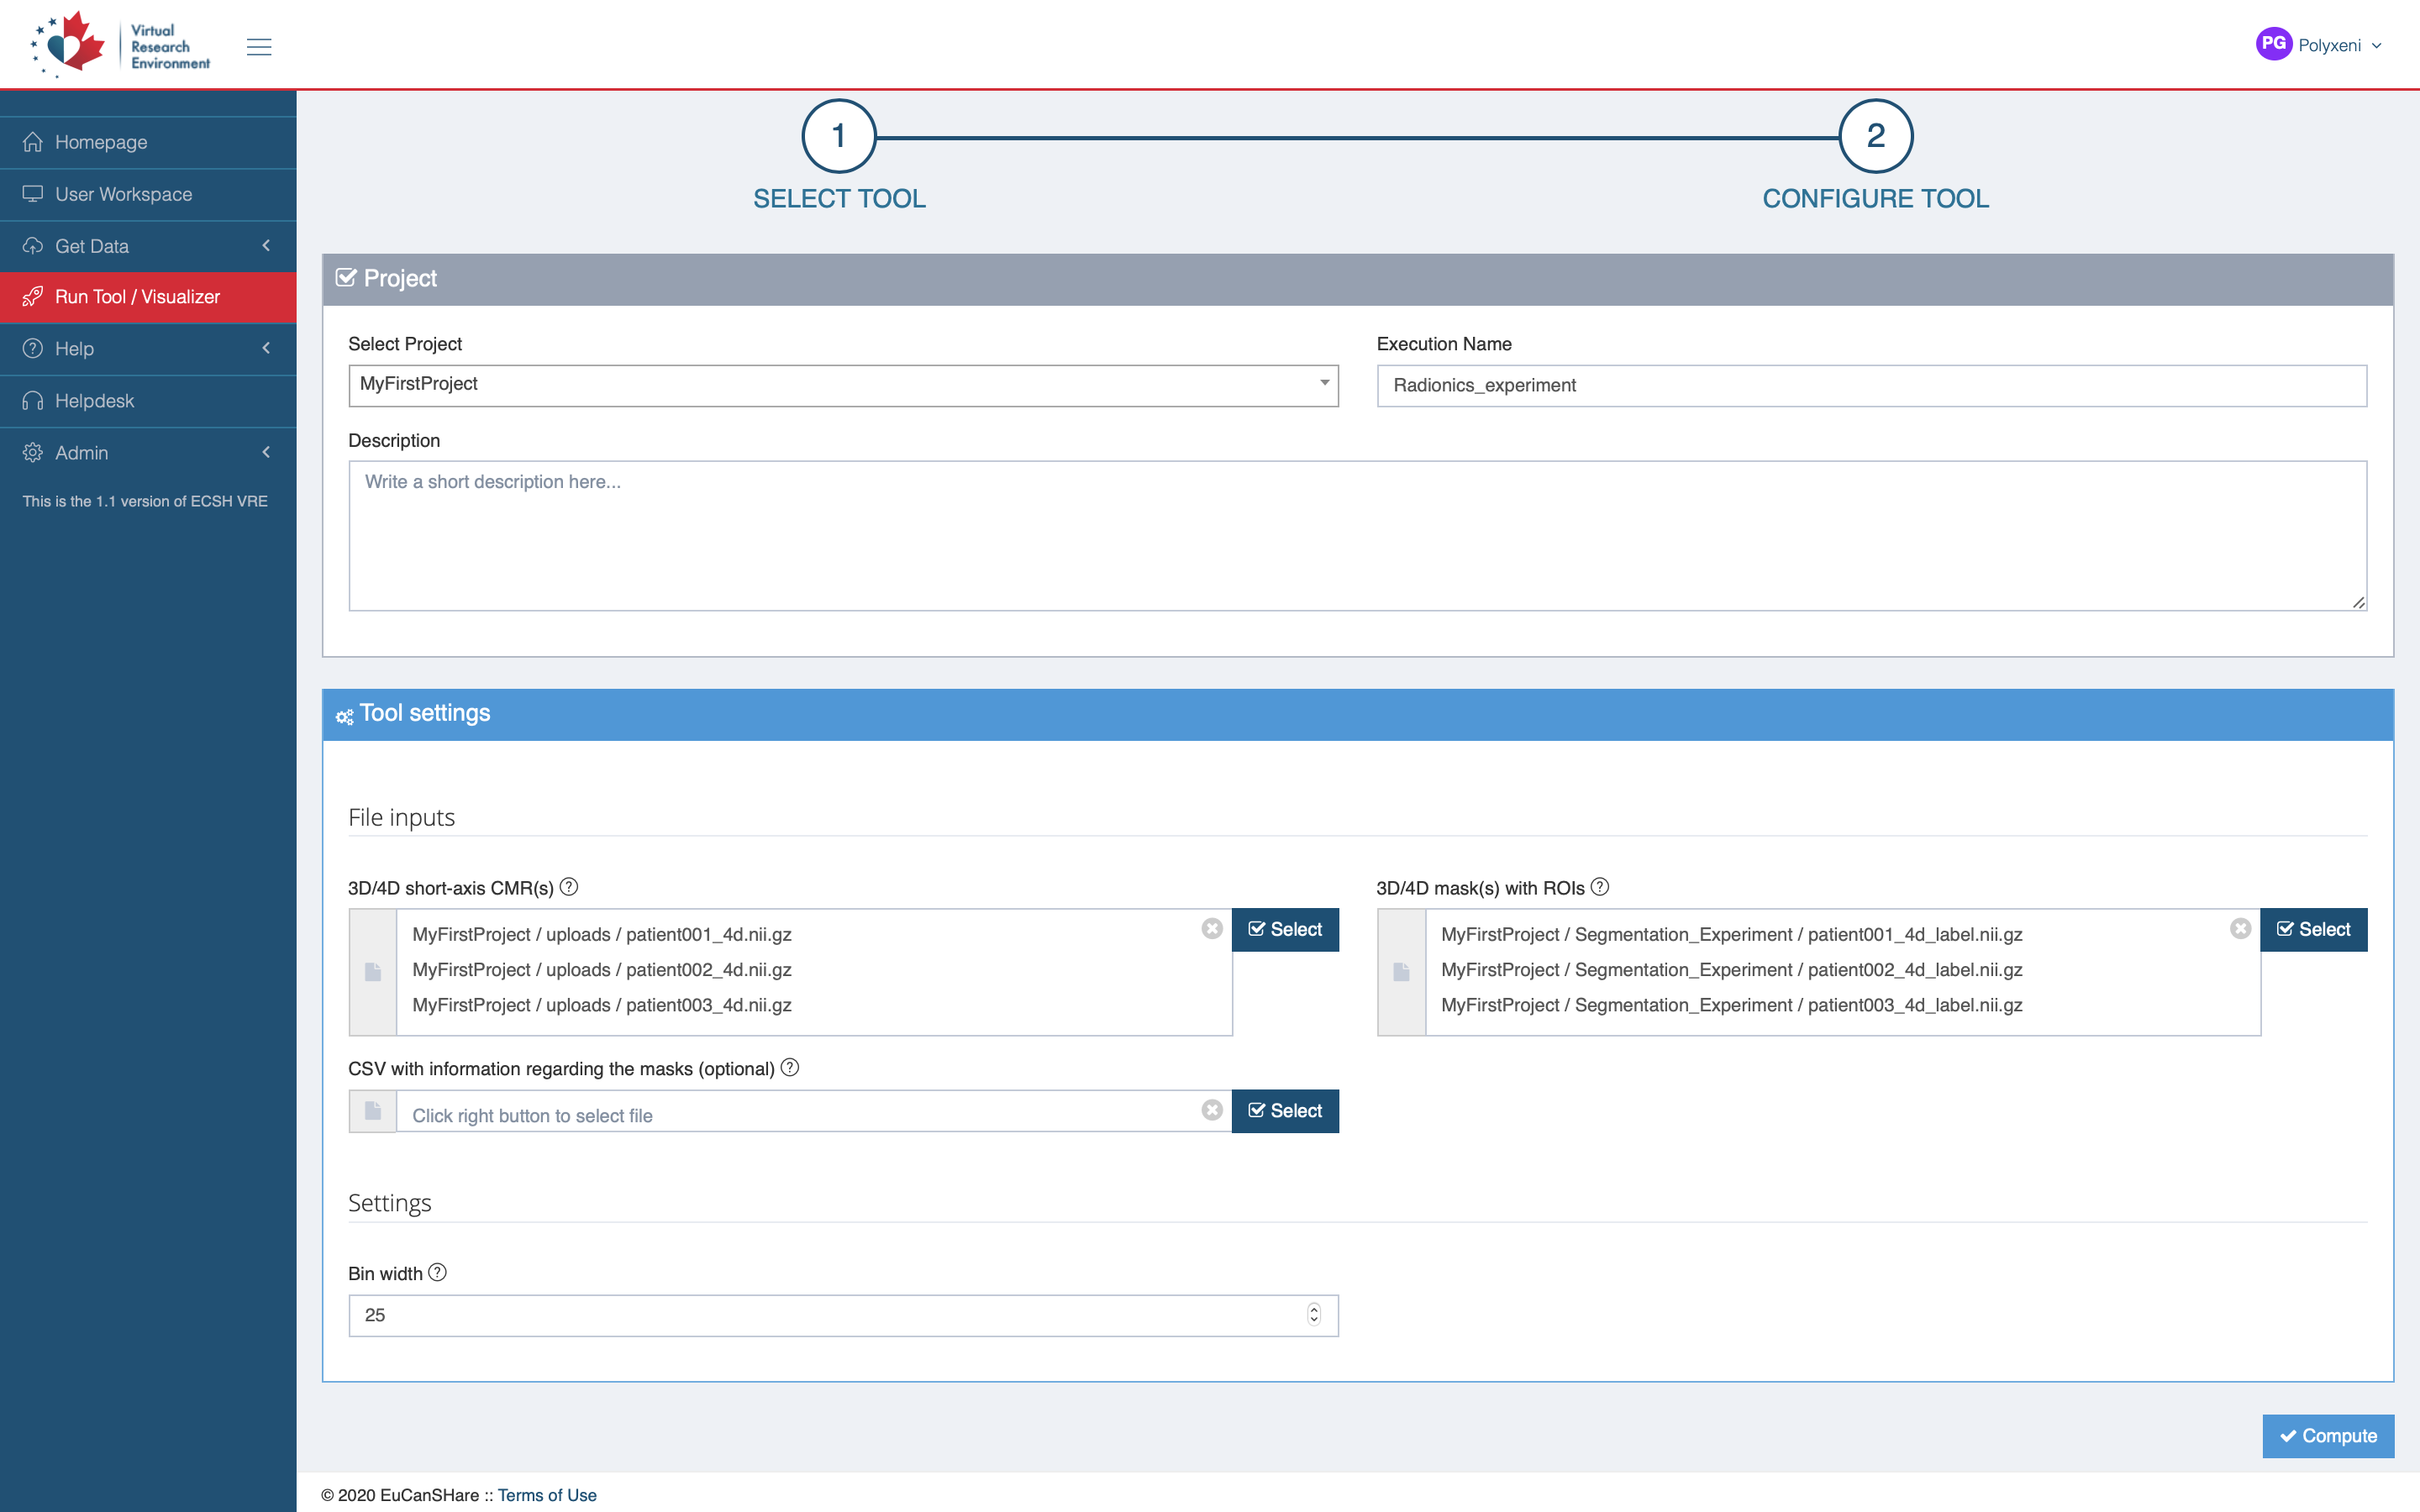 Virtual
Research
Environment
PG Polyxeni
Homepage
User Workspace
Get Data
Run Tool / Visualizer
Help
Helpdesk
Admin
This is the 1.1 version of ECSH VRE
1
2
SELECT TOOL
CONFIGURE TOOL
Project
Select Project
Execution Name
MyFirstProject
Radionics_experiment
Description
Write a short description here...
Tool settings
File inputs
3D/4D short-axis CMR(s) ?
MyFirstProject / uploads / patient001_4d.nii.gz
MyFirstProject / uploads / patient002_4d.nii.gz
MyFirstProject / uploads / patient003_4d.nii.gz
Select
3D/4D mask(s) with ROIs ?
MyFirstProject / Segmentation_Experiment / patient001_4d_label.nii.gz
MyFirstProject / Segmentation_Experiment / patient002_4d_label.nii.gz
MyFirstProject / Segmentation_Experiment / patient003_4d_label.nii.gz
Select
CSV with information regarding the masks (optional) ?
Click right button to select file
Select
Settings
Bin width ?
25
Compute
© 2020 EuCanSHare :: Terms of Use